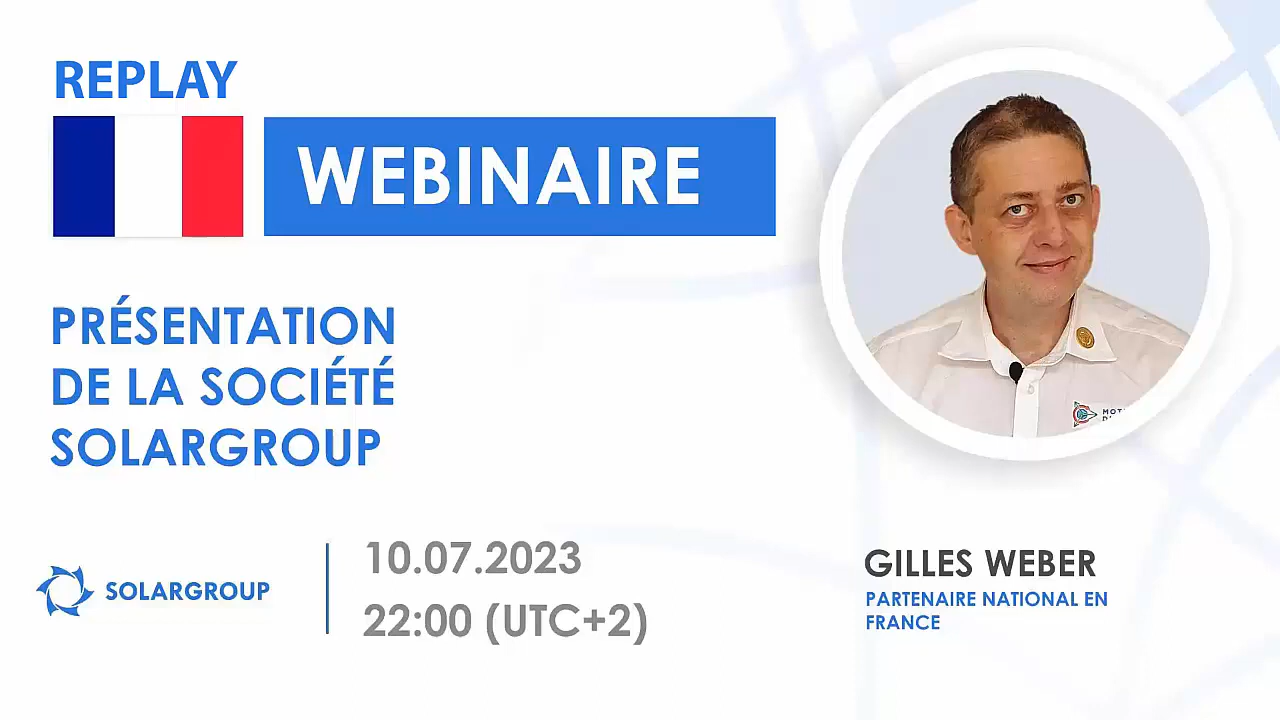 REPLAY
WEBINAIRE
PRÉSENTATION
DE LA SOCIÉTÉ
SOLARGROUP
SOLARGROUP
10.07.2023
22:00 (UTC+2)
GILLES WEBER
PARTENAIRE NATIONAL EN
FRANCE